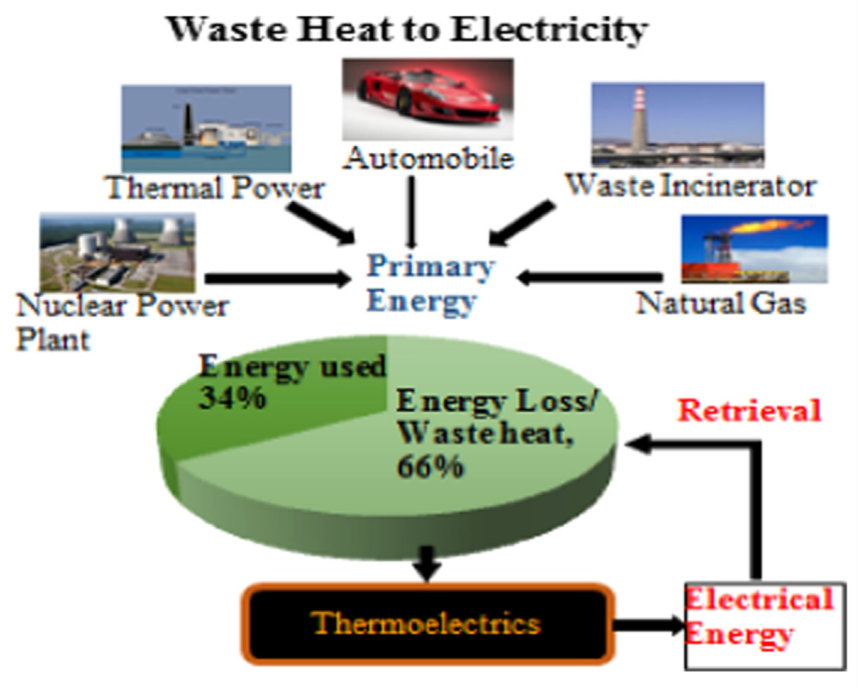 Waste Heat to Electricity
Automobile
Thermal Power
Waste Incinerator
Nuclear Power
Plant
Primary
Energy
Natural Gas
Energy used
34%
Energy Loss/
Waste heat,
66%
Retrieval
Thermoelectrics
Electrical
Energy